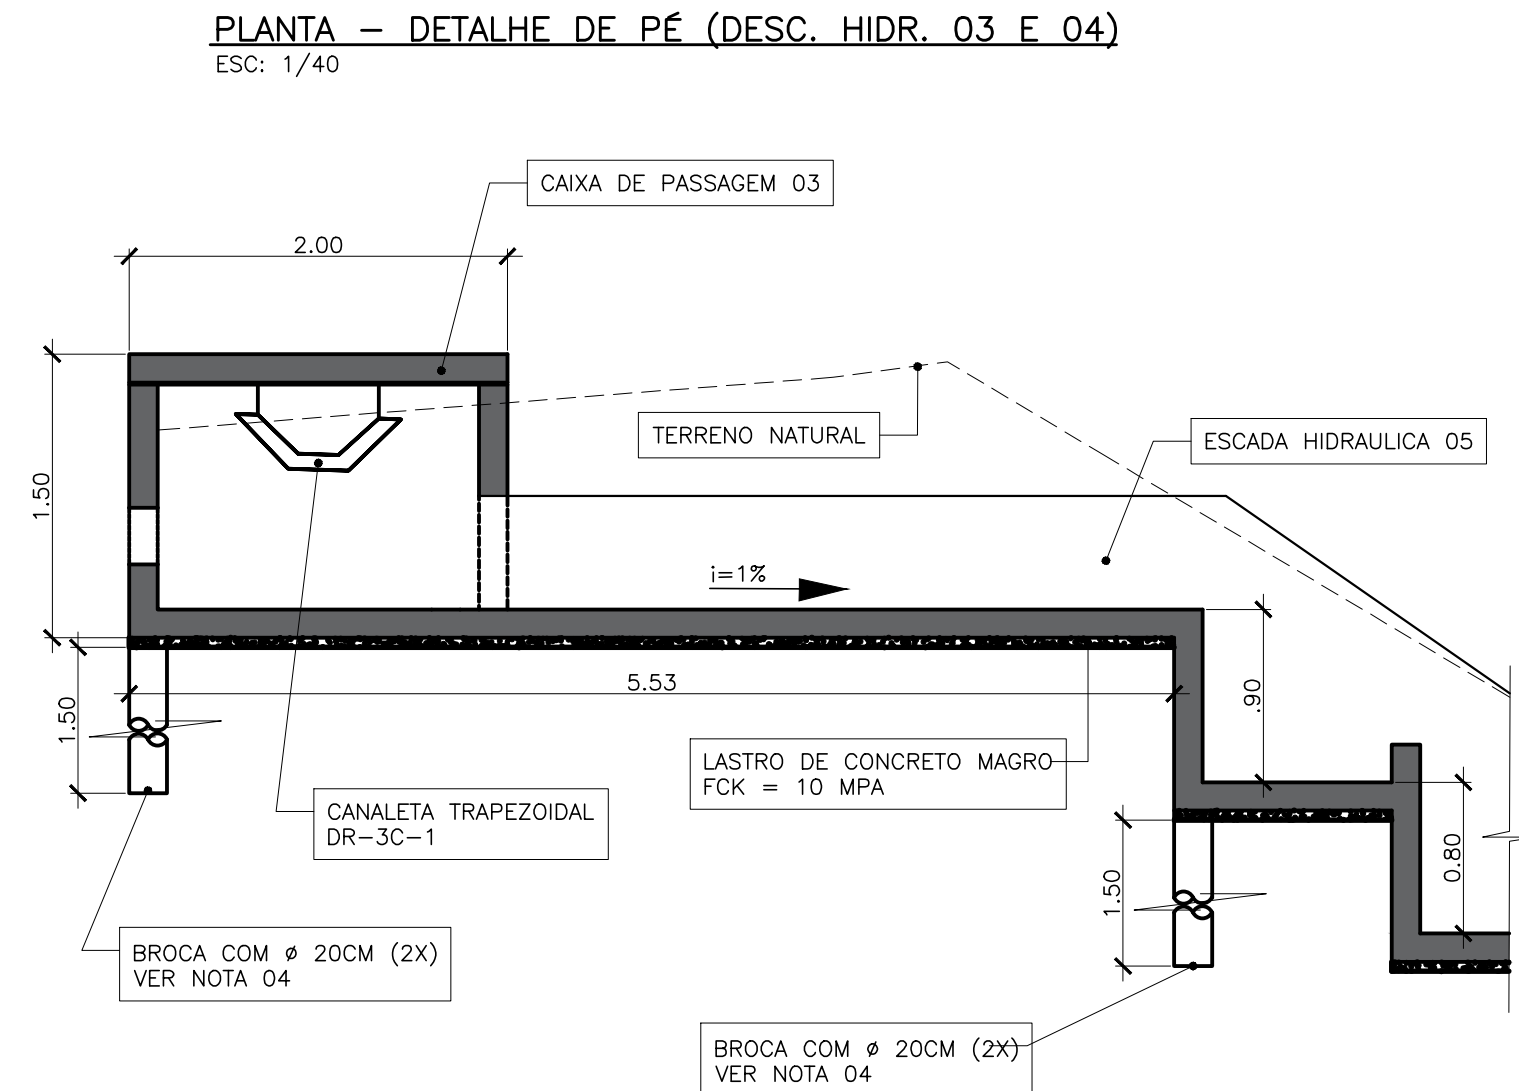 PLANTA – DETALHE DE PÉ (DESC. HIDR. 03 E 04)
ESC: 1/40
CAIXA DE PASSAGEM 03
2.00
TERRENO NATURAL
ESCADA HIDRAULICA 05
1.50
i=1%
5.53
.90
1.50
LASTRO DE CONCRETO MAGRO
FCK = 10 MPA
CANALETA TRAPEZOIDAL
DR-3C-1
0.80
1.50
BROCA COM ø 20CM (2X)
VER NOTA 04
BROCA COM ø 20CM (2X)
VER NOTA 04